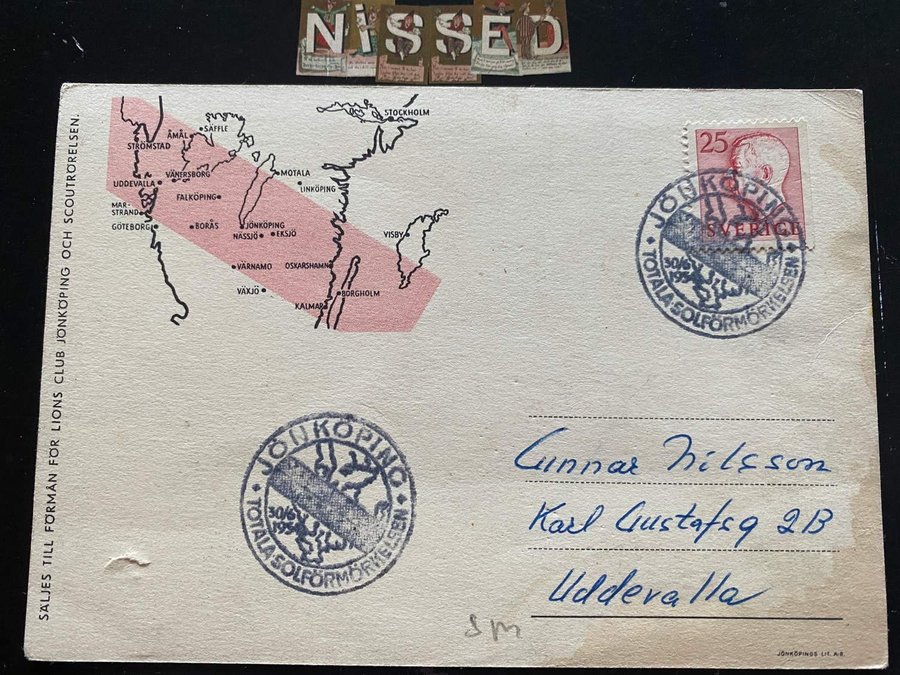 NISSED
SÄLJES TILL FÖRMÅN FÖR LIONS CLUB JÖNKÖPING OCH SCOUTRÖRELSEN.
STOCKHOLM
SÄFFLE
ÅMÅL
STRÖMSTAD
VÄNERSBORG
UDDEVALLA
MOTALA
LINKÖPING
FALKÖPING
MAR-
STRAND
GÖTEBORG
BORÅS
JÖNKÖPING
NÄSSJÖ
EKSJÖ
VISBY
VÄRNAMO
OSKARSHAMN
VÄXJÖ
BORGHOLM
KALMAR
25
SVERIGE
JÖNKÖPING
30/6
TOTALA SOLFÖRMÖRKELSEN
JÖNKÖPING
30/6
TOTALA SOLFÖRMÖRKELSEN
Gunnar Nilsson
Karl Gustafsg 2B
Uddevalla
JÖNKÖPINGS LIT. A.B.